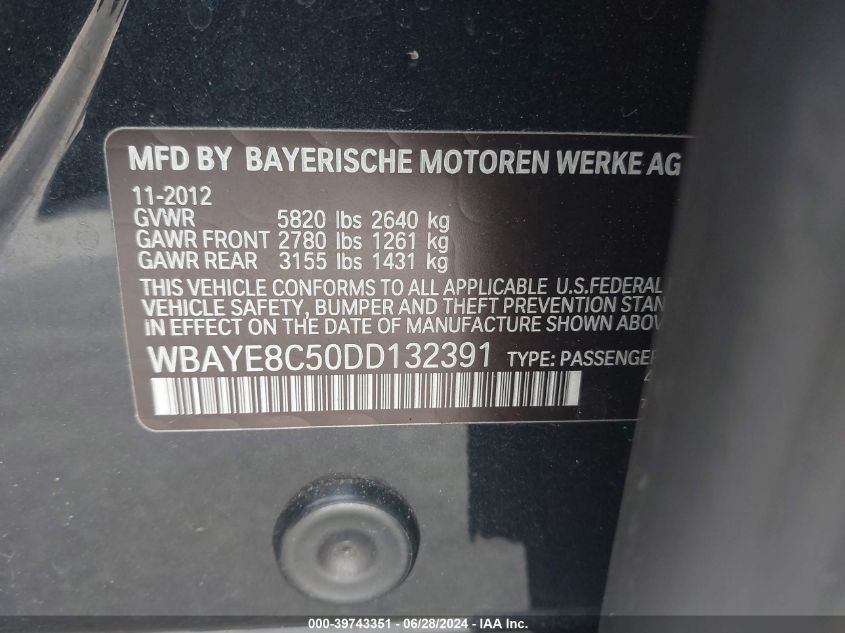 MFD BY BAYERISCHE MOTOREN WERKE AG
11-2012
GVWR 5820 lbs 2640 kg
GAWR FRONT 2780 lbs 1261 kg
GAWR REAR 3155 lbs 1431 kg
THIS VEHICLE CONFORMS TO ALL APPLICABLE U.S.FEDERAL
VEHICLE SAFETY, BUMPER AND THEFT PREVENTION STAN
IN EFFECT ON THE DATE OF MANUFACTURE SHOWN ABOV
WBAYE8C50DD132391 TYPE: PASSENGER
000-39743351 - 06/28/2024 - IAA Inc.